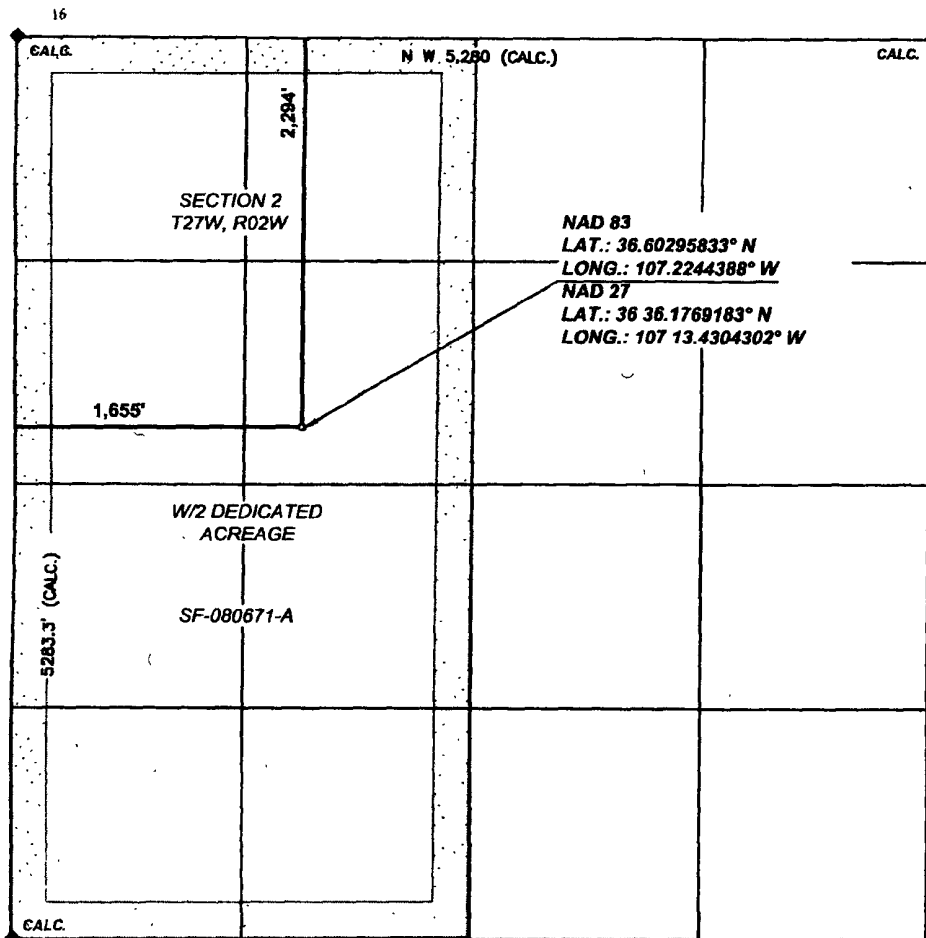 16
CALC.
N W 5,280 (CALC.)
CALC.
2,294'
SECTION 2
T27W, R02W
NAD 83
LAT.: 36.60295833° N
LONG.: 107.2244388° W
NAD 27
LAT.: 36 36.1769183° N
LONG.: 107 13.4304302° W
1,655'
W/2 DEDICATED
ACREAGE
5283.3' (CALC.)
SF-080671-A
CALC.